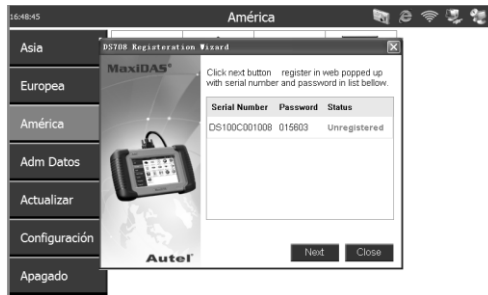 16:48:45
América
Asia
Europea
América
Adm Datos
Actualizar
Configuración
Apagado
DS708 Registeration Wizard
MaxiDAS®
Click next button register in web popped up
with serial number and password in list bellow.
Serial Number Password Status
DS100C001008 015603 Unregistered
Autel
Next Close